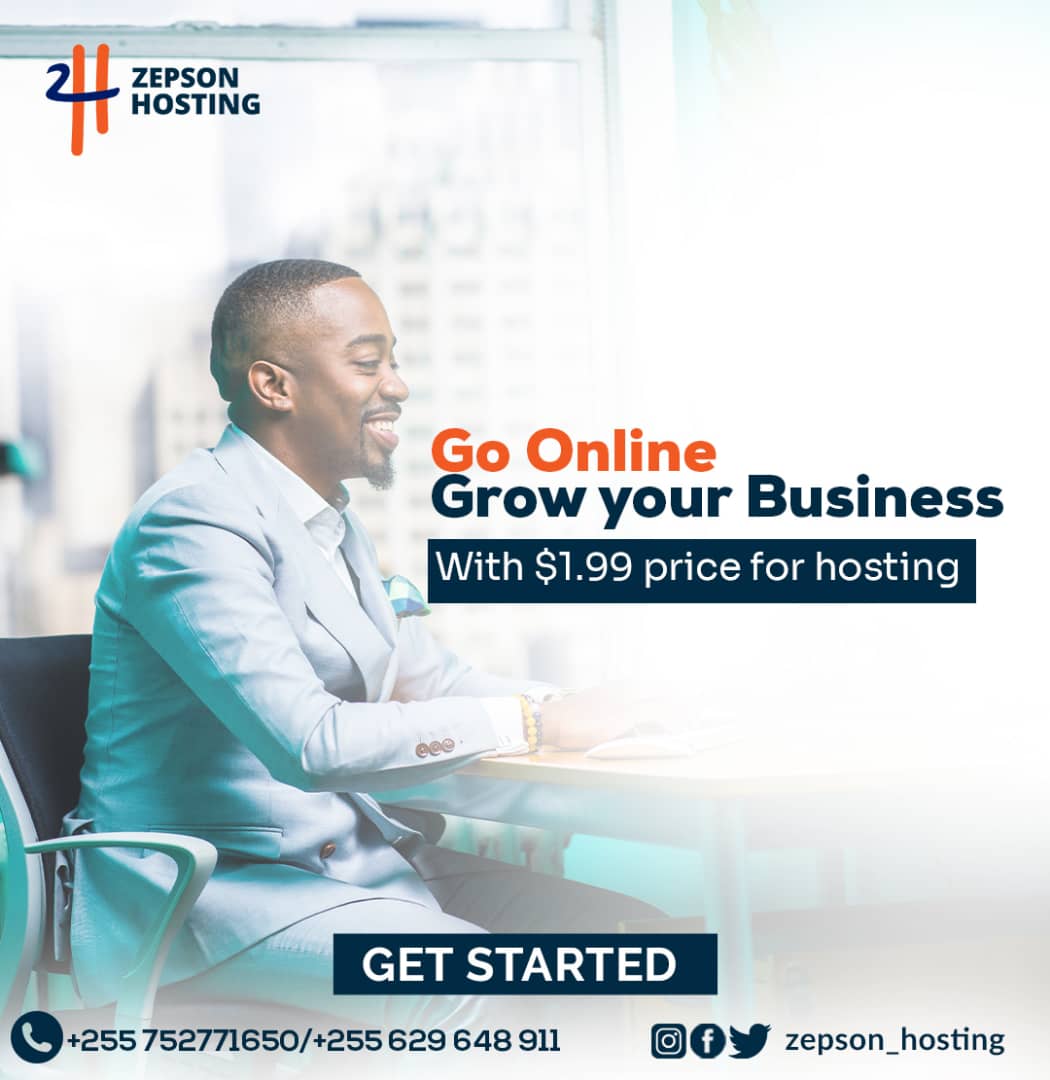 ZEPSON
HOSTING
Go Online
Grow your Business
With $1.99 price for hosting
GET STARTED
+255 752771650/+255 629 648 911
zepson_hosting